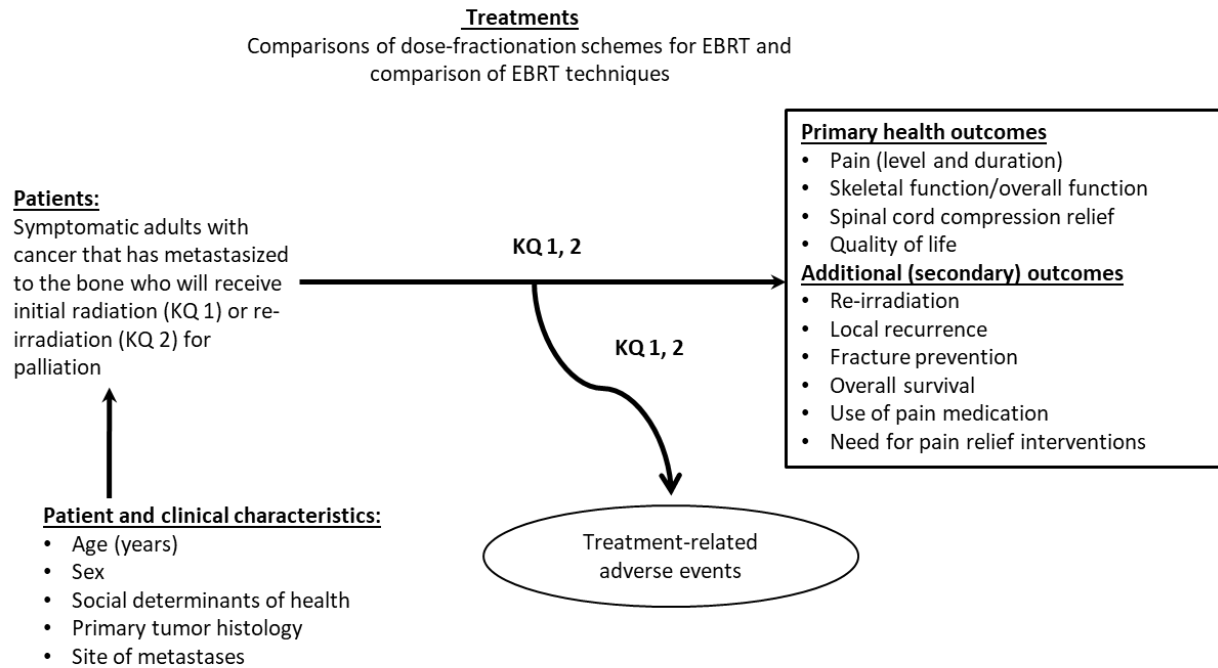 Treatments
Comparisons of dose-fractionation schemes for EBRT and
comparison of EBRT techniques
Patients:
Symptomatic adults with
cancer that has metastasized
to the bone who will receive
initial radiation (KQ 1) or re-
irradiation (KQ 2) for
palliation
KQ 1, 2
KQ 1, 2
Primary health outcomes
• Pain (level and duration)
• Skeletal function/overall function
• Spinal cord compression relief
• Quality of life
Additional (secondary) outcomes
• Re-irradiation
• Local recurrence
• Fracture prevention
• Overall survival
• Use of pain medication
• Need for pain relief interventions
Patient and clinical characteristics:
• Age (years)
• Sex
• Social determinants of health
• Primary tumor histology
• Site of metastases
Treatment-related
adverse events